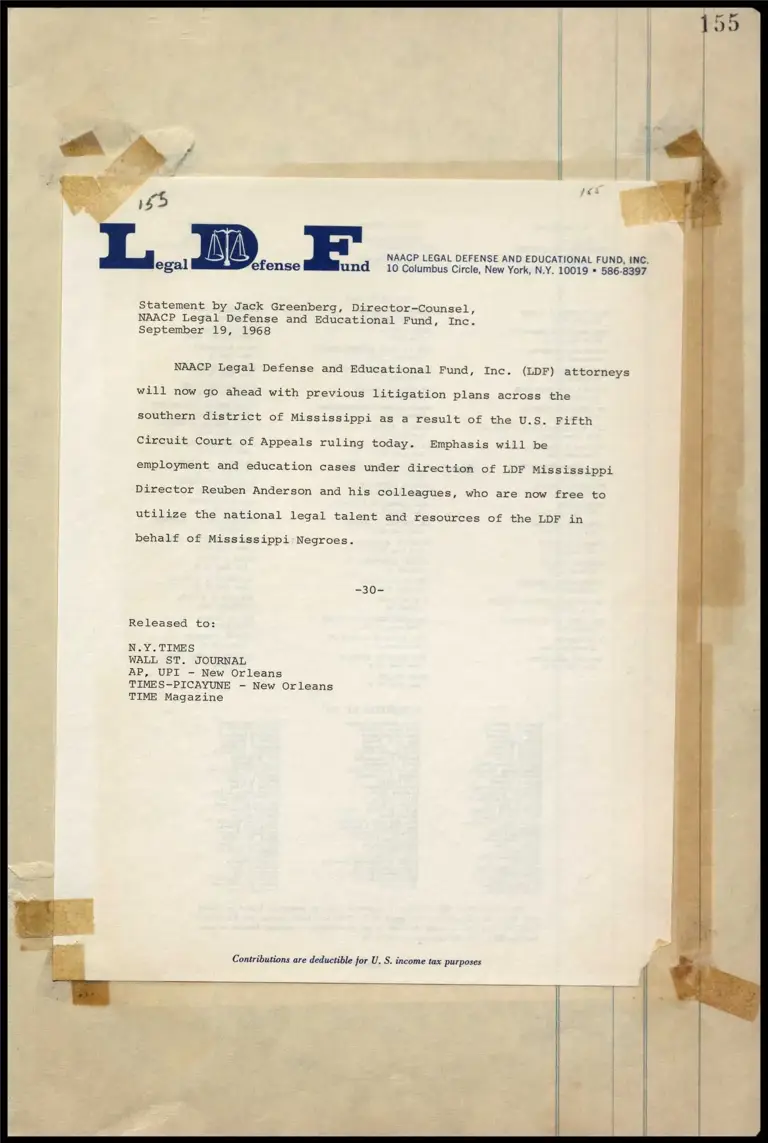 155
155
155
Legal Defense Fund
NAACP LEGAL DEFENSE AND EDUCATIONAL FUND, INC.
10 Columbus Circle, New York, N.Y. 10019 • 586-8397
Statement by Jack Greenberg, Director-Counsel,
NAACP Legal Defense and Educational Fund, Inc.
September 19, 1968
NAACP Legal Defense and Educational Fund, Inc. (LDF) attorneys
will now go ahead with previous litigation plans across the
southern district of Mississippi as a result of the U.S. Fifth
Circuit Court of Appeals ruling today. Emphasis will be
employment and education cases under direction of LDF Mississippi
Director Reuben Anderson and his colleagues, who are now free to
utilize the national legal talent and resources of the LDF in
behalf of Mississippi Negroes.
-30-
Released to:
N.Y.TIMES
WALL ST. JOURNAL
AP, UPI - New Orleans
TIMES-PICAYUNE - New Orleans
TIME Magazine
Contributions are deductible for U. S. income tax purposes